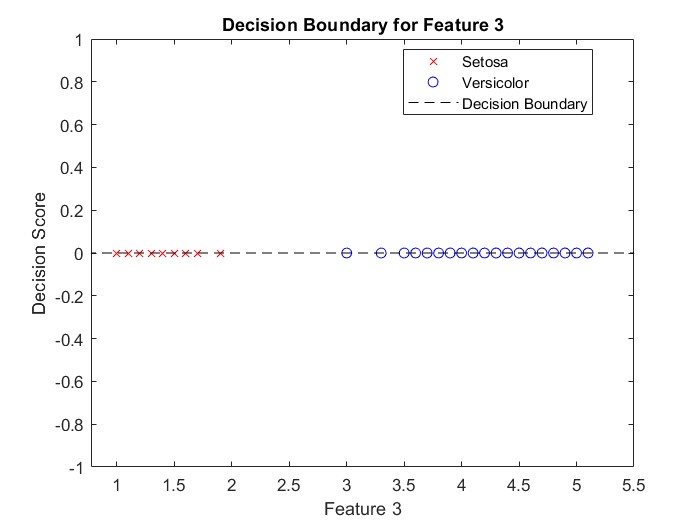 Decision Boundary for Feature 3
Setosa
Versicolor
Decision Boundary
1
0.8
0.6
0.4
0.2
0
-0.2
-0.4
-0.6
-0.8
-1
Decision Score
1 1.5 2 2.5 3 3.5 4 4.5 5 5.5
Feature 3